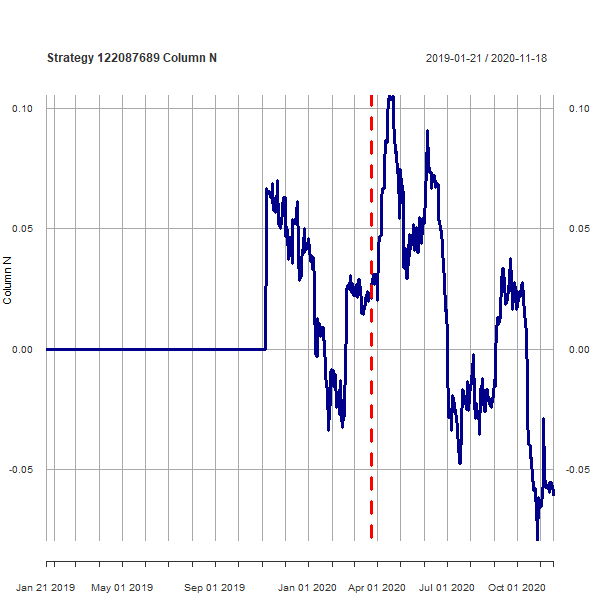 Strategy 122087689 Column N
2019-01-21 / 2020-11-18
0.10
0.10
0.05
0.05
Column N
0.00
0.00
-0.05
-0.05
Jan 21 2019
May 01 2019
Sep 01 2019
Jan 01 2020
Apr 01 2020
Jul 01 2020
Oct 01 2020